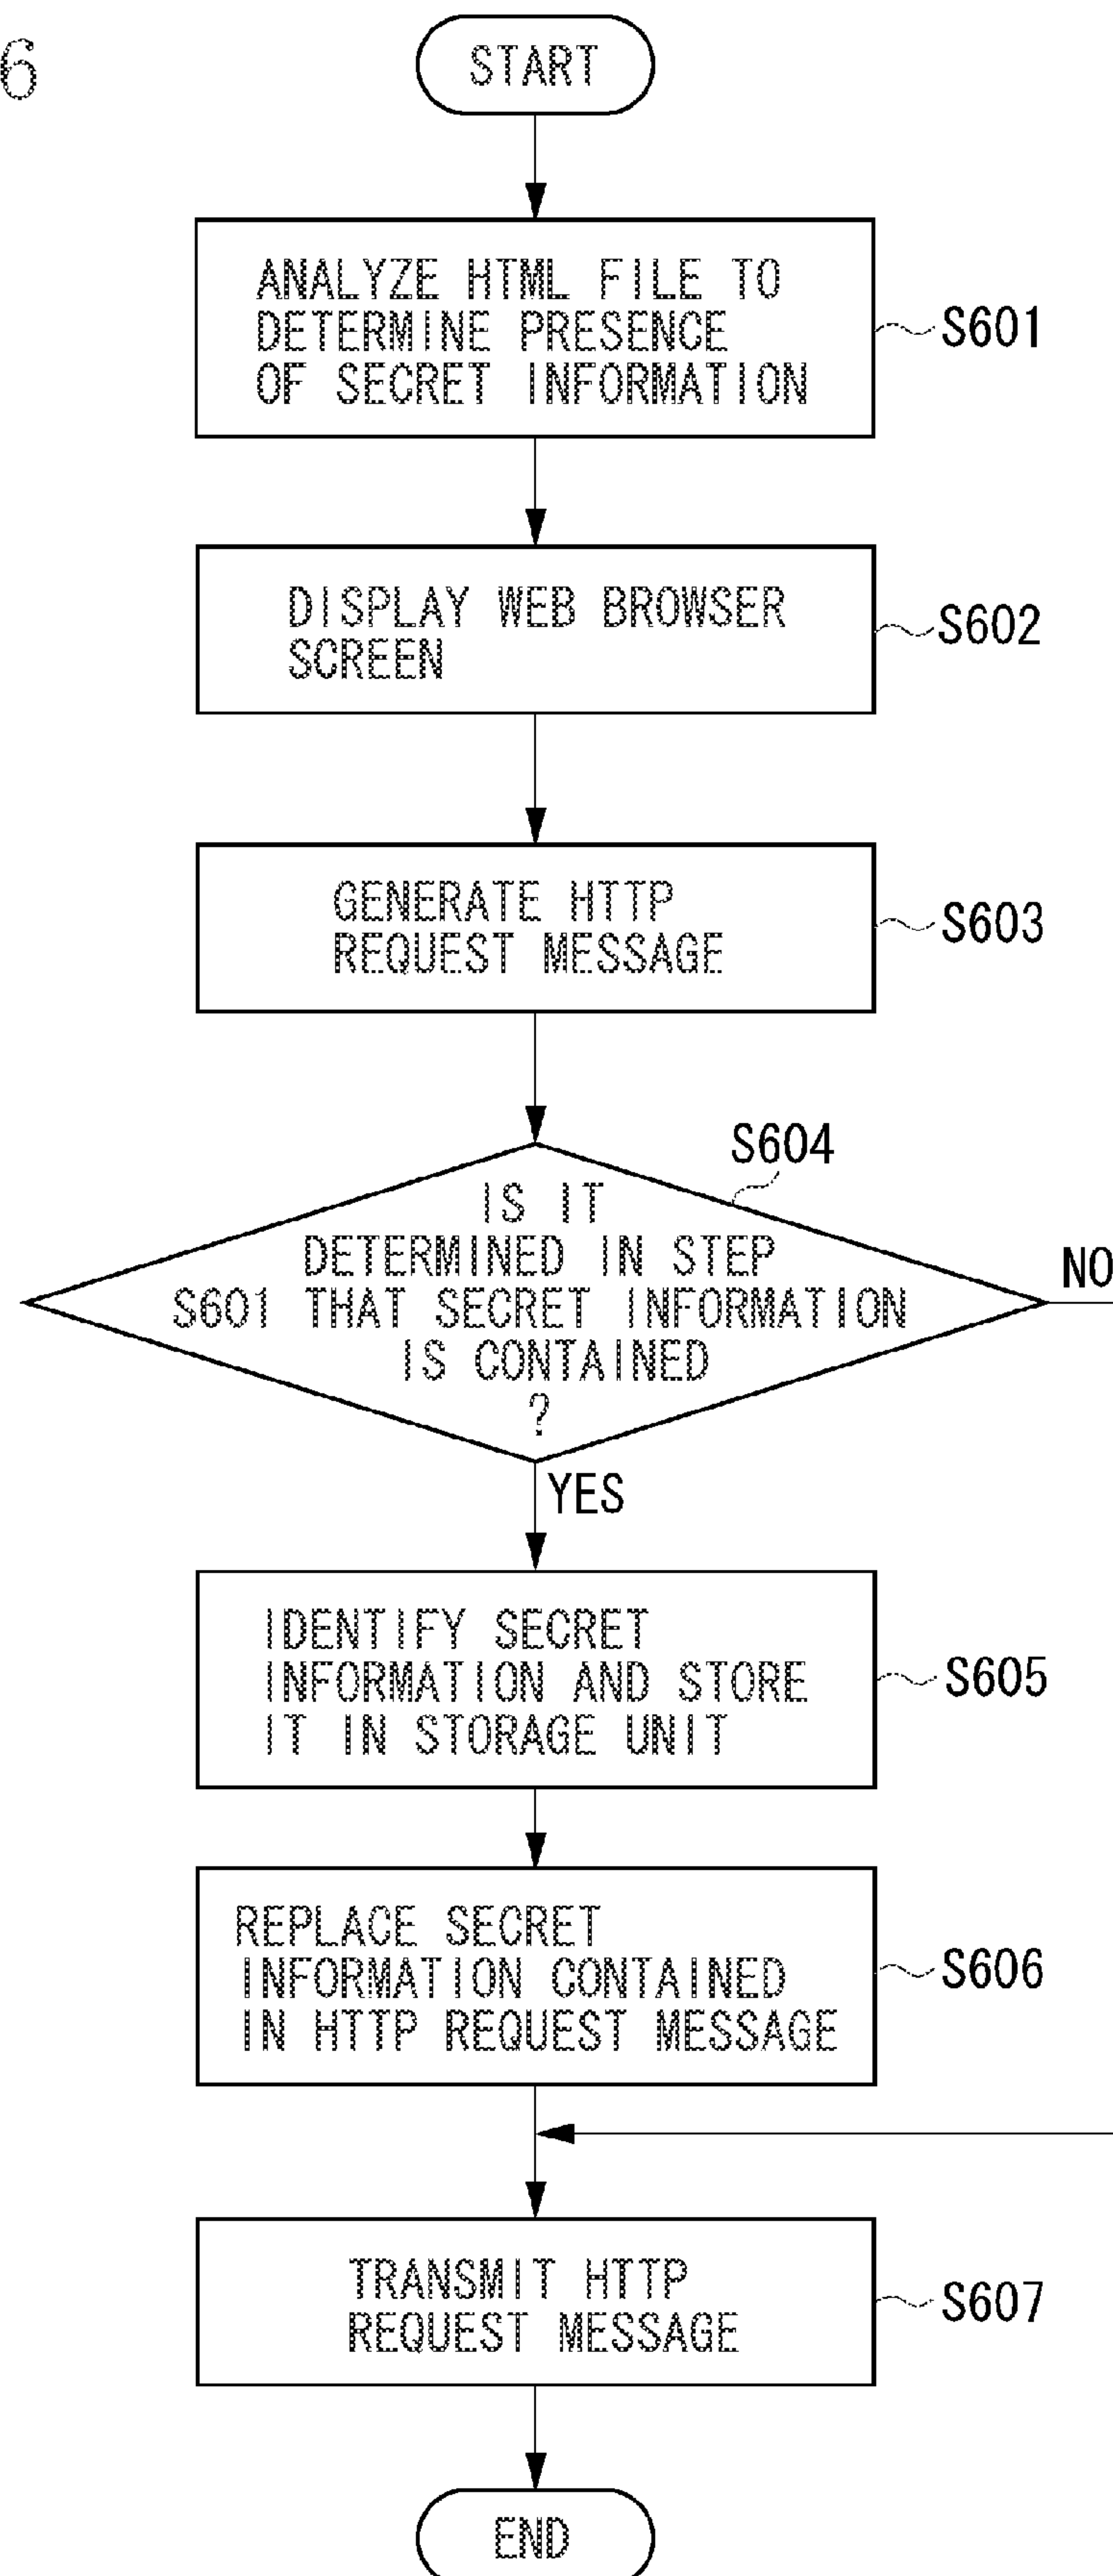 6
START
ANALYZE HTML FILE TO
DETERMINE PRESENCE
OF SECRET INFORMATION
S601
DISPLAY WEB BROWSER
SCREEN
S602
GENERATE HTTP
REQUEST MESSAGE
S603
S604
IS IT
DETERMINED IN STEP
S601 THAT SECRET INFORMATION
IS CONTAINED
?
NO
YES
IDENTIFY SECRET
INFORMATION AND STORE
IT IN STORAGE UNIT
S605
REPLACE SECRET
INFORMATION CONTAINED
IN HTTP REQUEST MESSAGE
S606
TRANSMIT HTTP
REQUEST MESSAGE
S607
END